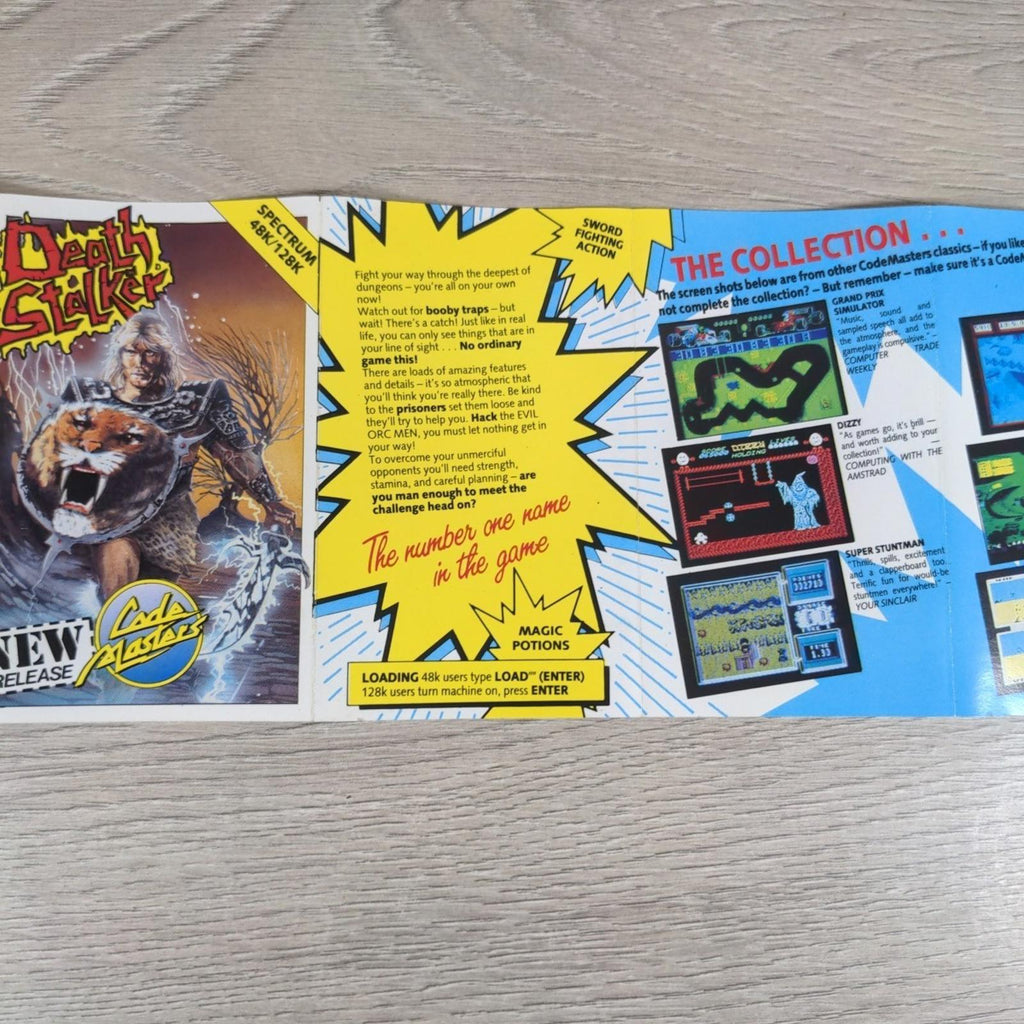 Death
Stalker
SPECTRUM
48K/128K
NEW
RELEASE
Code
Masters
Fight your way through the deepest of
dungeons – you're all on your own
now!
Watch out for booby traps – but
wait! There's a catch! Just like in real
life, you can only see things that are in
your line of sight . . . No ordinary
game this!
There are loads of amazing features
and details – it's so atmospheric that
you'll think you're really there. Be kind
to the prisoners set them loose and
they'll try to help you. Hack the EVIL
ORC MEN, you must let nothing get in
your way!
To overcome your unmerciful
opponents you'll need strength,
stamina, and careful planning – are
you man enough to meet the
challenge head on?
The number one name
in the game
SWORD
FIGHTING
ACTION
MAGIC
POTIONS
LOADING 48k users type LOAD"" (ENTER)
128k users turn machine on, press ENTER
THE COLLECTION . . .
The screen shots below are from other CodeMasters classics – if you like
not complete the collection? – But remember – make sure it's a CodeM
GRAND PRIX
SIMULATOR
"Music, sound and
sampled speech all add to
the atmosphere, and the
gameplay is compulsive."
COMPUTER TRADE
WEEKLY
DIZZY
"As games go, it's brill –
and worth adding to your
collection!"
COMPUTING WITH THE
AMSTRAD
DIZZY LIVES
HOLDING
SUPER STUNTMAN
"Thrills, spills, excitement
and a clapperboard too.
Terrific fun for would-be
stuntmen everywhere!" –
YOUR SINCLAIR